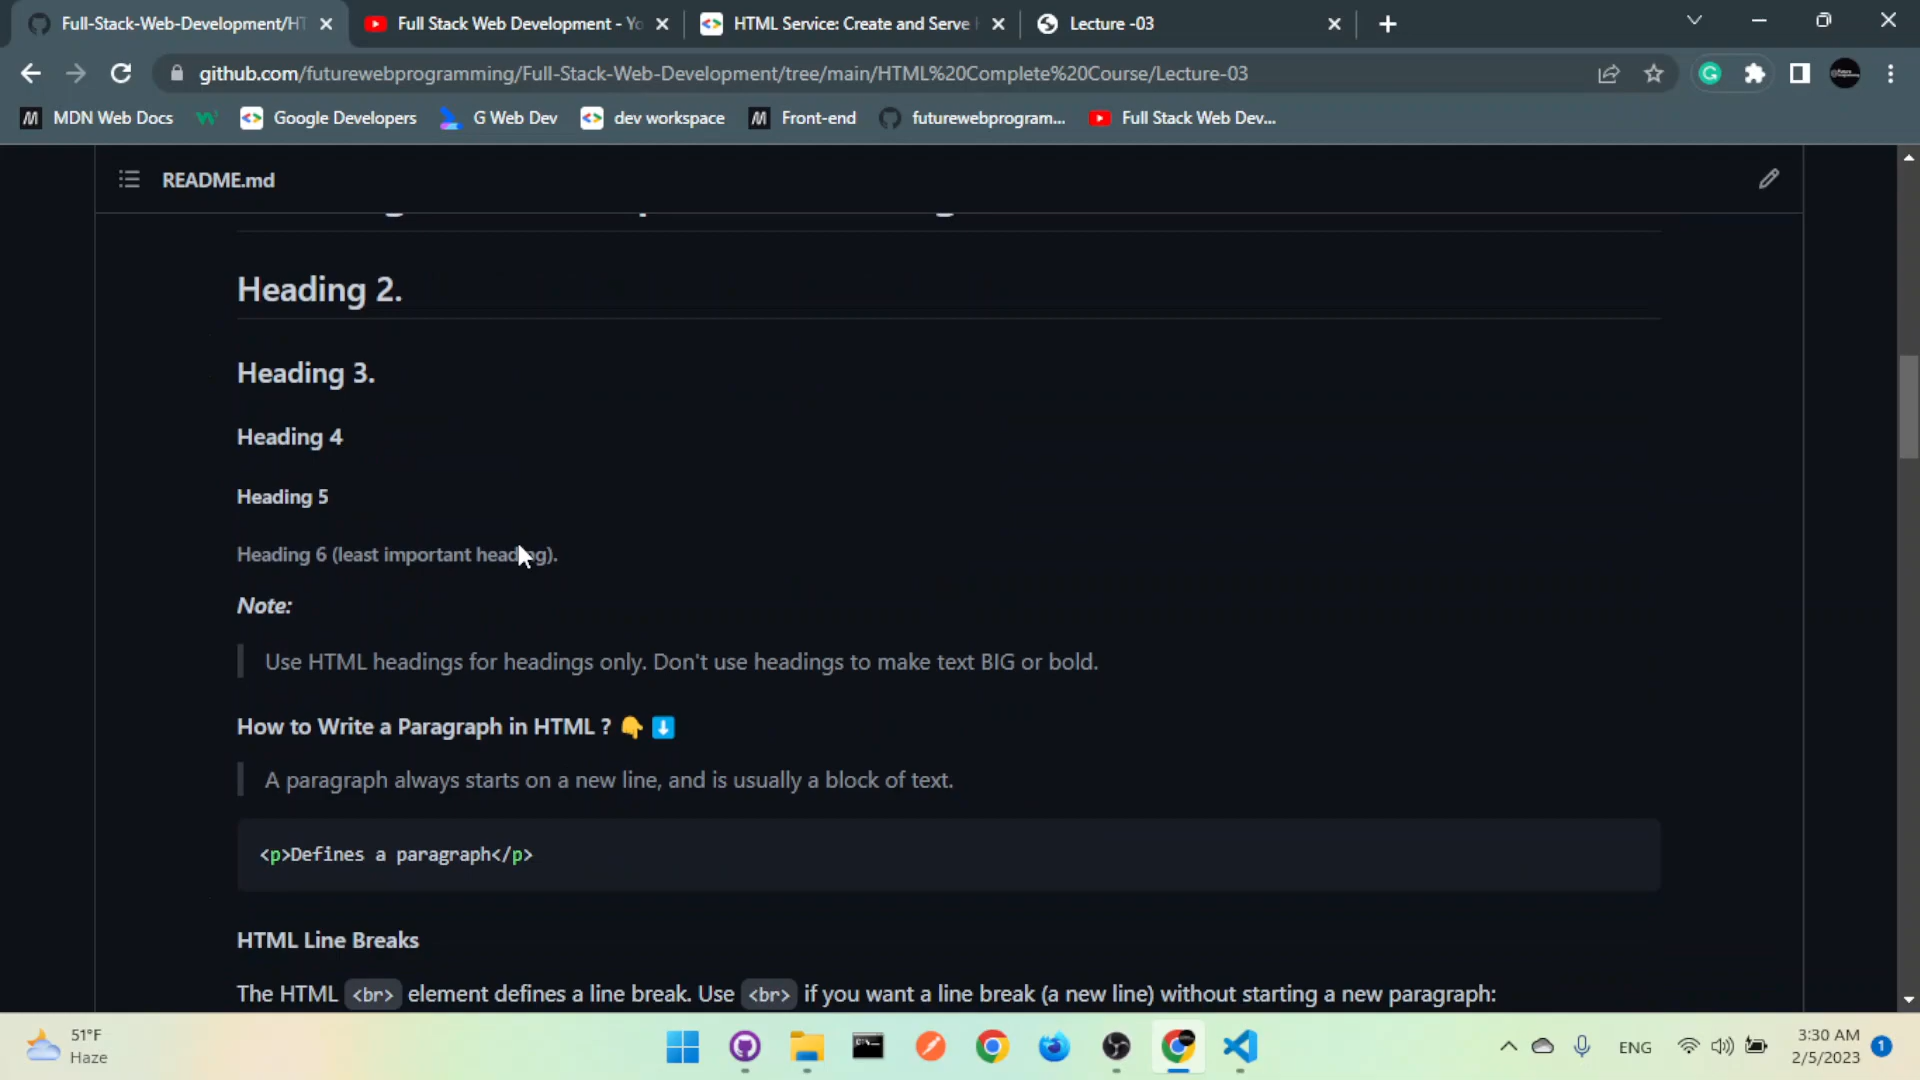 Full-Stack-Web-Development/HT
Full Stack Web Development - Yo
HTML Service: Create and Serve
Lecture -03
github.com/futurewebprogramming/Full-Stack-Web-Development/tree/main/HTML%20Complete%20Course/Lecture-03
MDN Web Docs
Google Developers
G Web Dev
dev workspace
Front-end
futurewebprogram...
Full Stack Web Dev...
README.md
Heading 2.
Heading 3.
Heading 4
Heading 5
Heading 6 (least important heading).
Note:
Use HTML headings for headings only. Don't use headings to make text BIG or bold.
How to Write a Paragraph in HTML ? 👇 ⬇️
A paragraph always starts on a new line, and is usually a block of text.
<p>Defines a paragraph</p>
HTML Line Breaks
The HTML <br> element defines a line break. Use <br> if you want a line break (a new line) without starting a new paragraph:
51°F
Haze
ENG
3:30 AM
2/5/2023
1